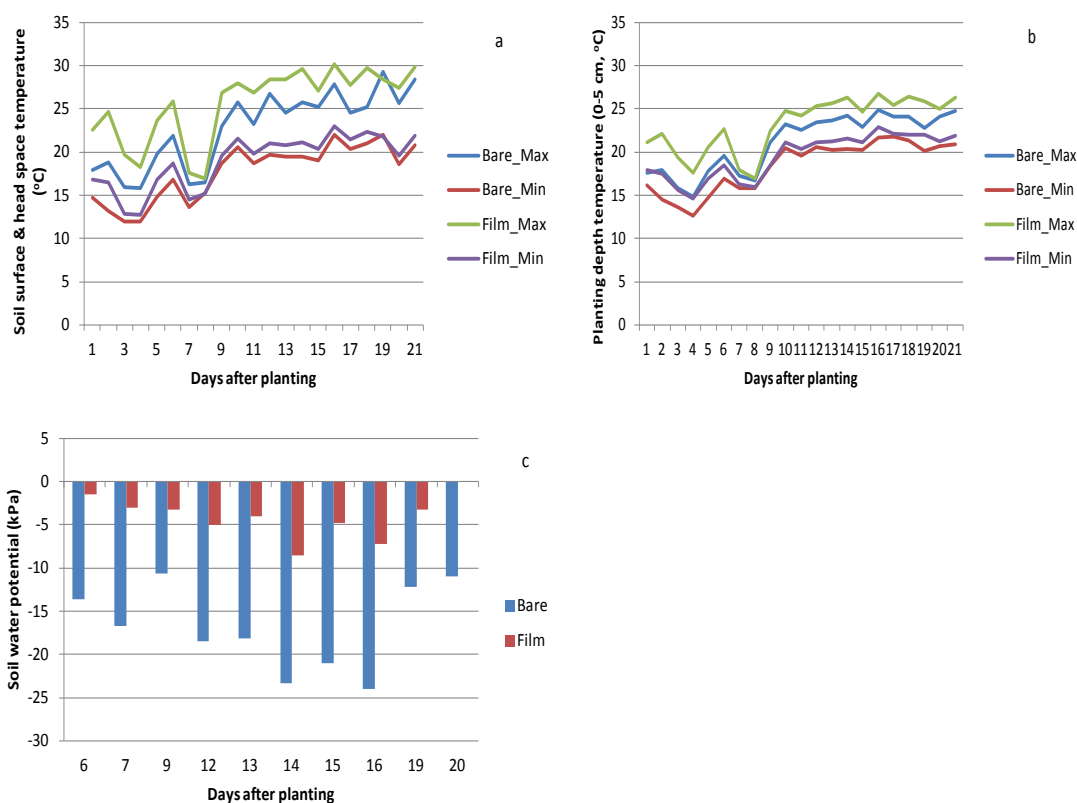 35
30
25
20
15
10
5
0
Soil surface & head space temperature
(ºC)
1 3 5 7 9 11 13 15 17 19 21
Days after planting
a
Bare_Max
Bare_Min
Film_Max
Film_Min
35
30
25
20
15
10
5
0
Planting depth temperature (0-5 cm, ºC)
1 2 3 4 5 6 7 8 9 10 11 12 13 14 15 16 17 18 19 20 21
Days after planting
b
Bare_Max
Bare_Min
Film_Max
Film_Min
5
0
-5
-10
-15
-20
-25
-30
Soil water potential (kPa)
6 7 9 12 13 14 15 16 19 20
Days after planting
c
Bare
Film